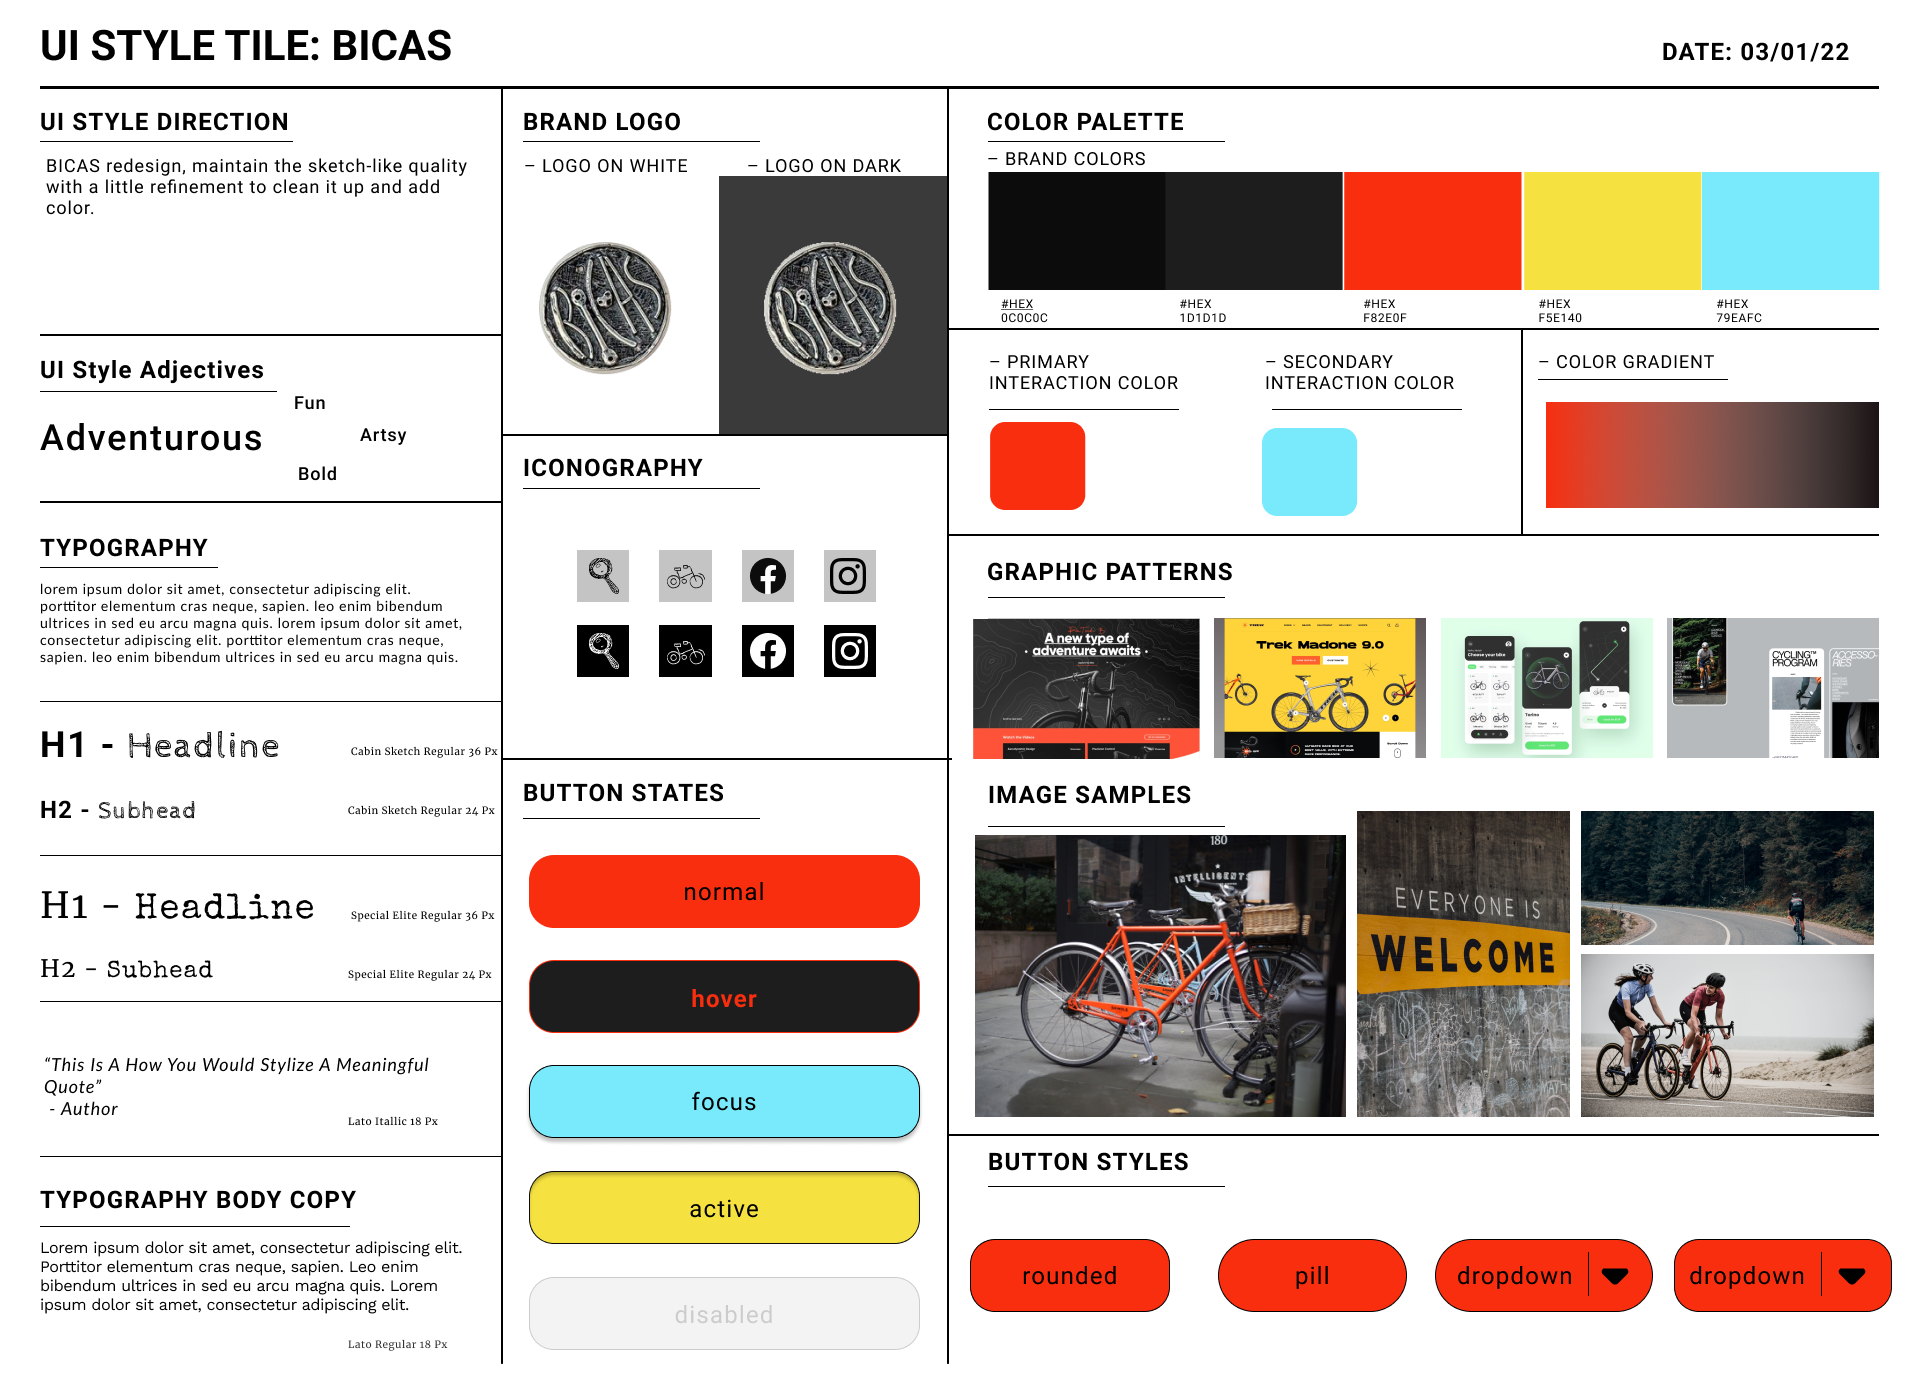 UI STYLE TILE: BICAS
DATE: 03/01/22
UI STYLE DIRECTION
BICAS redesign, maintain the sketch-like quality
with a little refinement to clean it up and add
color.
UI Style Adjectives
Fun
Adventurous
Artsy
Bold
TYPOGRAPHY
lorem ipsum dolor sit amet, consectetur adipiscing elit.
porttitor elementum cras neque, sapien. leo enim bibendum
ultrices in sed eu arcu magna quis. lorem ipsum dolor sit amet,
consectetur adipiscing elit. porttitor elementum cras neque,
sapien. leo enim bibendum ultrices in sed eu arcu magna quis.
H1 - Headline
Cabin Sketch Regular 36 Px
H2 - Subhead
Cabin Sketch Regular 24 Px
H1 - Headline
Special Elite Regular 36 Px
H2 - Subhead
Special Elite Regular 24 Px
“This Is A How You Would Stylize A Meaningful
Quote”
- Author
Lato Itallic 18 Px
TYPOGRAPHY BODY COPY
Lorem ipsum dolor sit amet, consectetur adipiscing elit.
Porttitor elementum cras neque, sapien. Leo enim
bibendum ultrices in sed eu arcu magna quis. Lorem
ipsum dolor sit amet, consectetur adipiscing elit.
Lato Regular 18 Px
BRAND LOGO
– LOGO ON WHITE
– LOGO ON DARK
ICONOGRAPHY
BUTTON STATES
normal
hover
focus
active
disabled
COLOR PALETTE
– BRAND COLORS
#HEX
0C0C0C
#HEX
1D1D1D
#HEX
F82E0F
#HEX
F5E140
#HEX
79EAFC
– PRIMARY
INTERACTION COLOR
– SECONDARY
INTERACTION COLOR
– COLOR GRADIENT
GRAPHIC PATTERNS
A new type of
adventure awaits
Watch the Videos
Trek Madone 9.0
Choose your bike
Torino
CYCLING™
PROGRAM
ACCESSO-
RIES
IMAGE SAMPLES
180
EVERYONE IS
WELCOME
BUTTON STYLES
rounded
pill
dropdown
dropdown